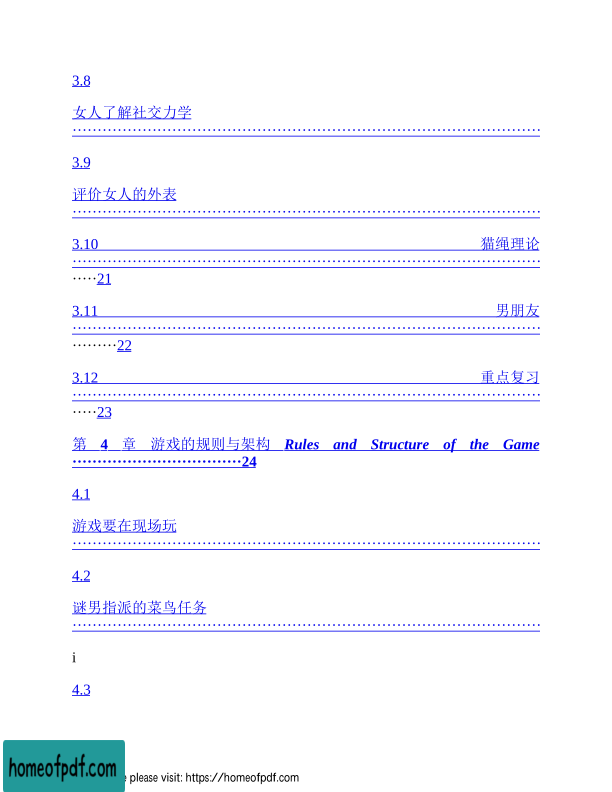 3.8
女人了解社交力学
··························································································
3.9
评价女人的外表
··························································································
3.10 猫绳理论
··························································································
·····21
3.11 男朋友
··························································································
·········22
3.12 重点复习
··························································································
·····23
第 4 章 游戏的规则与架构 Rules and Structure of the Game
··································24
4.1
游戏要在现场玩
··························································································
4.2
谜男指派的菜鸟任务
··························································································
i
4.3
homeofpdf.com
e please visit: https://homeofpdf.com